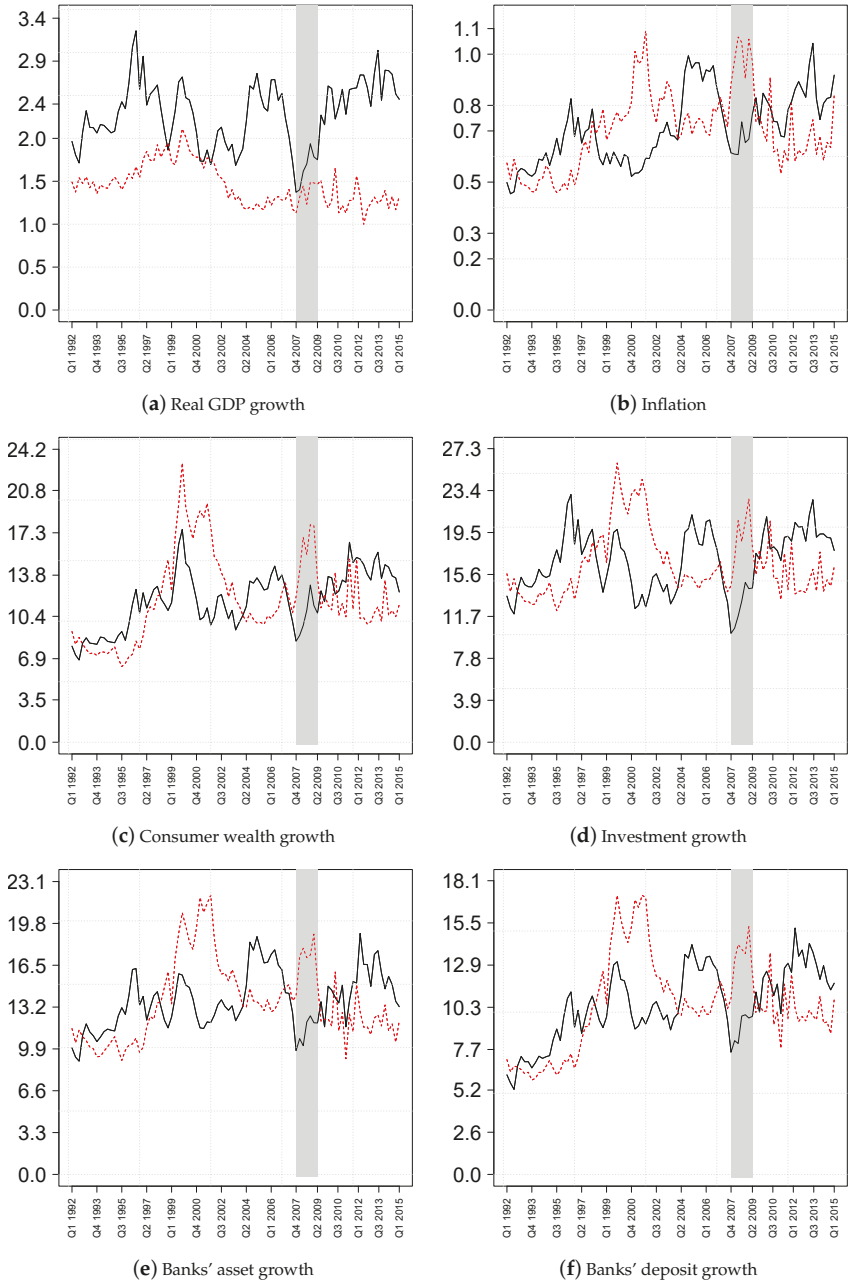 3.4
2.9
2.4
2.0
1.5
1.0
0.5
0.0
Q1 1992
Q4 1993
Q3 1995
Q2 1997
Q1 1999
Q4 2000
Q3 2002
Q2 2004
Q1 2006
Q4 2007
Q2 2009
Q3 2010
Q1 2012
Q3 2013
Q1 2015
(a) Real GDP growth
1.1
1.0
0.8
0.7
0.5
0.3
0.2
0.0
Q1 1992
Q4 1993
Q3 1995
Q2 1997
Q1 1999
Q4 2000
Q3 2002
Q2 2004
Q1 2006
Q4 2007
Q2 2009
Q3 2010
Q1 2012
Q3 2013
Q1 2015
(b) Inflation
24.2
20.8
17.3
13.8
10.4
6.9
3.5
0.0
Q1 1992
Q4 1993
Q3 1995
Q2 1997
Q1 1999
Q4 2000
Q3 2002
Q2 2004
Q1 2006
Q4 2007
Q2 2009
Q3 2010
Q1 2012
Q3 2013
Q1 2015
(c) Consumer wealth growth
27.3
23.4
19.5
15.6
11.7
7.8
3.9
0.0
Q1 1992
Q4 1993
Q3 1995
Q2 1997
Q1 1999
Q4 2000
Q3 2002
Q2 2004
Q1 2006
Q4 2007
Q2 2009
Q3 2010
Q1 2012
Q3 2013
Q1 2015
(d) Investment growth
23.1
19.8
16.5
13.2
9.9
6.6
3.3
0.0
Q1 1992
Q4 1993
Q3 1995
Q2 1997
Q1 1999
Q4 2000
Q3 2002
Q2 2004
Q1 2006
Q4 2007
Q2 2009
Q3 2010
Q1 2012
Q3 2013
Q1 2015
(e) Banks' asset growth
18.1
15.5
12.9
10.3
7.7
5.2
2.6
0.0
Q1 1992
Q4 1993
Q3 1995
Q2 1997
Q1 1999
Q4 2000
Q3 2002
Q2 2004
Q1 2006
Q4 2007
Q2 2009
Q3 2010
Q1 2012
Q3 2013
Q1 2015
(f) Banks' deposit growth